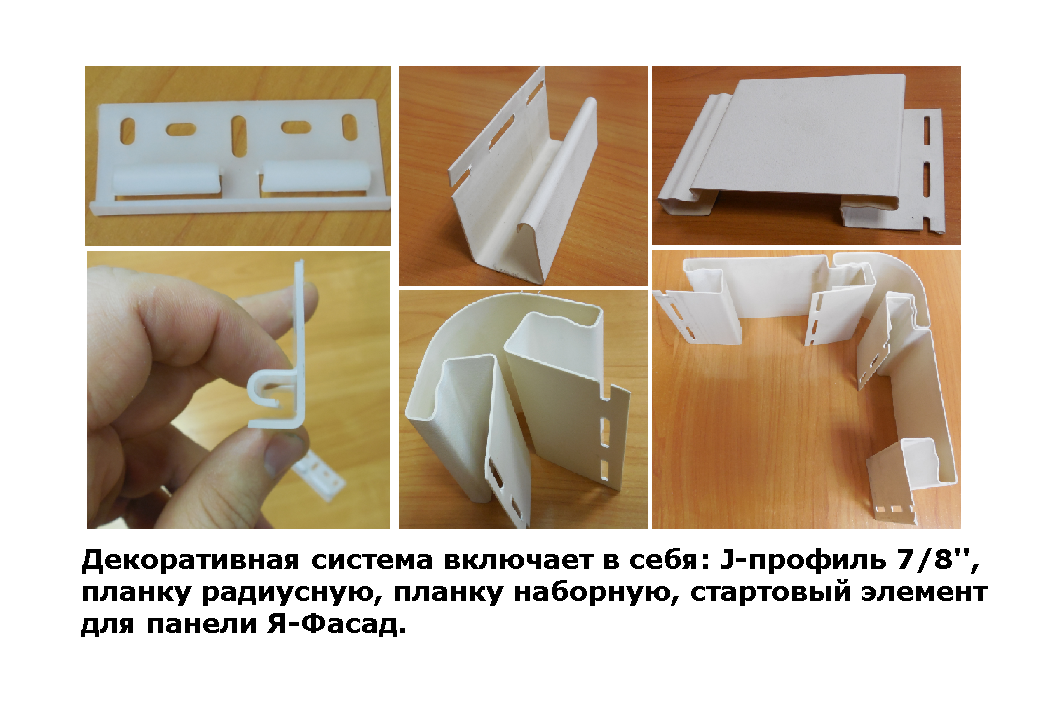 Декоративная система включает в себя: J-профиль 7/8'',
планку радиусную, планку наборную, стартовый элемент
для панели Я-Фасад.